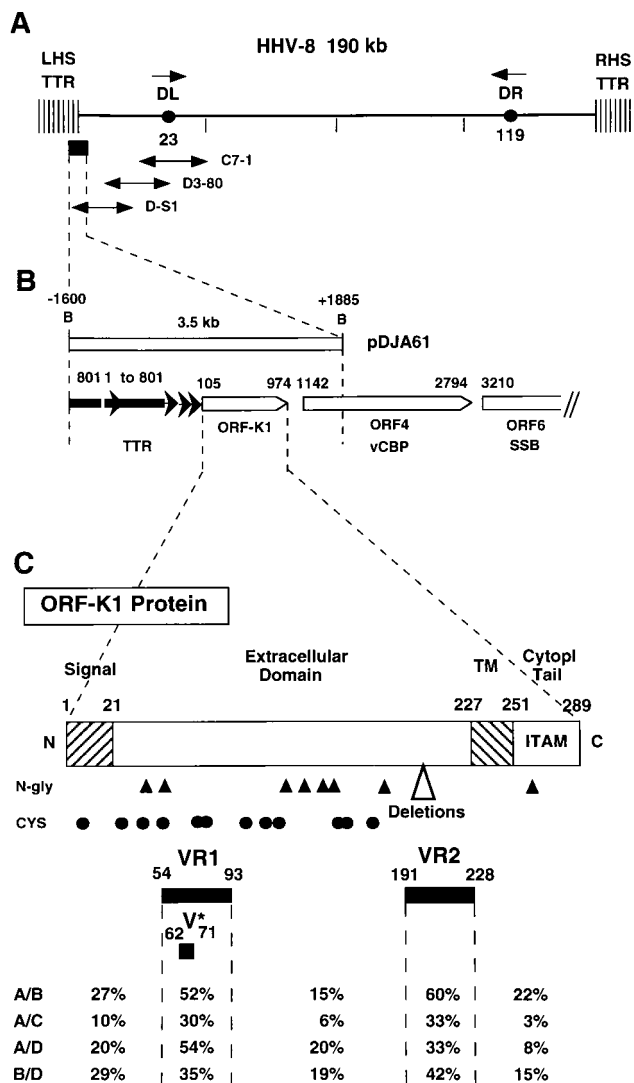 A
HHV-8 190 kb
LHS
TTR
RHS
TTR
DL
DR
23
119
C7-1
D3-80
D-S1
B
-1600
B
+1885
B
3.5 kb
pDJA61
801 1 to 801
105
974
1142
2794
3210
TTR
ORF-K1
ORF4
vCBP
ORF6
SSB
C
ORF-K1 Protein
Signal
Extracellular
Domain
TM
Cytopl
Tail
1
21
227
251
289
N
ITAM
C
N-gly
Deletions
CYS
VR1
VR2
54
93
191
228
V*
62
71
A/B 27% 52% 15% 60% 22%
A/C 10% 30% 6% 33% 3%
A/D 20% 54% 20% 33% 8%
B/D 29% 35% 19% 42% 15%